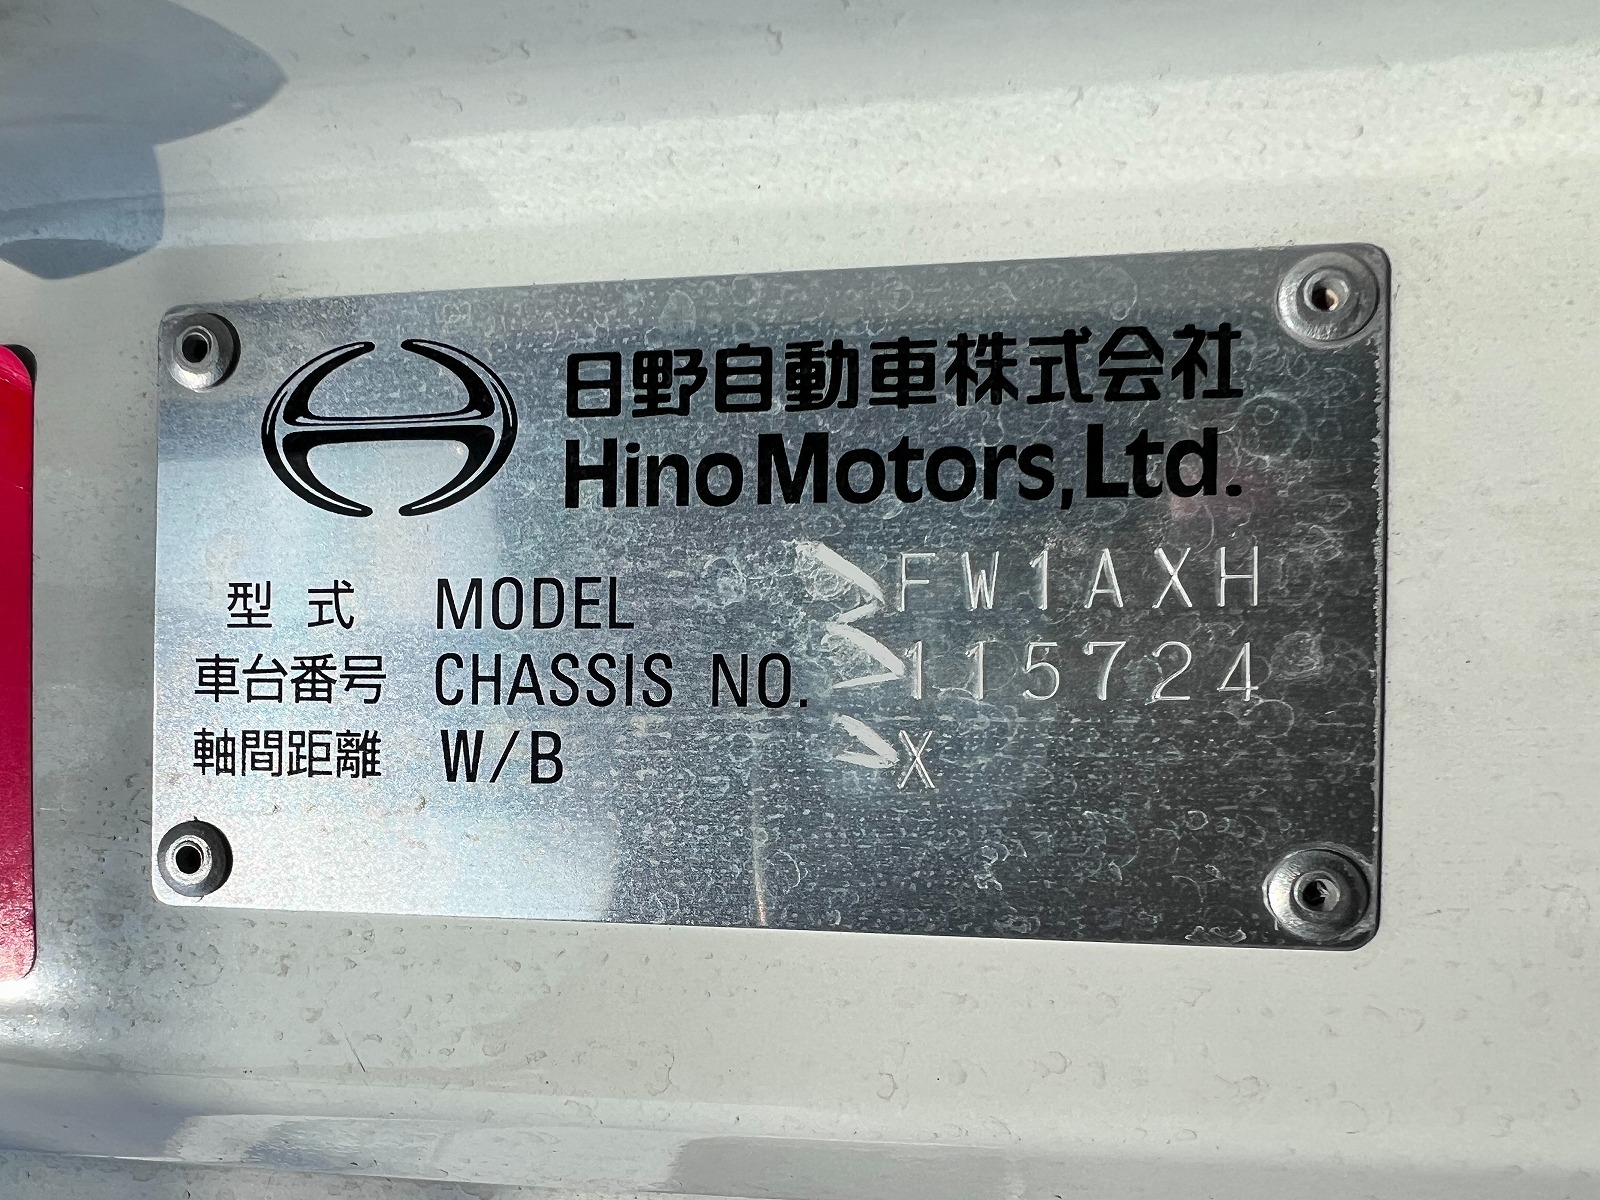 日野自動車株式会社
Hino Motors, Ltd.
型式 MODEL FW1AXH
車台番号 CHASSIS NO. 115724
軸間距離 W/B X